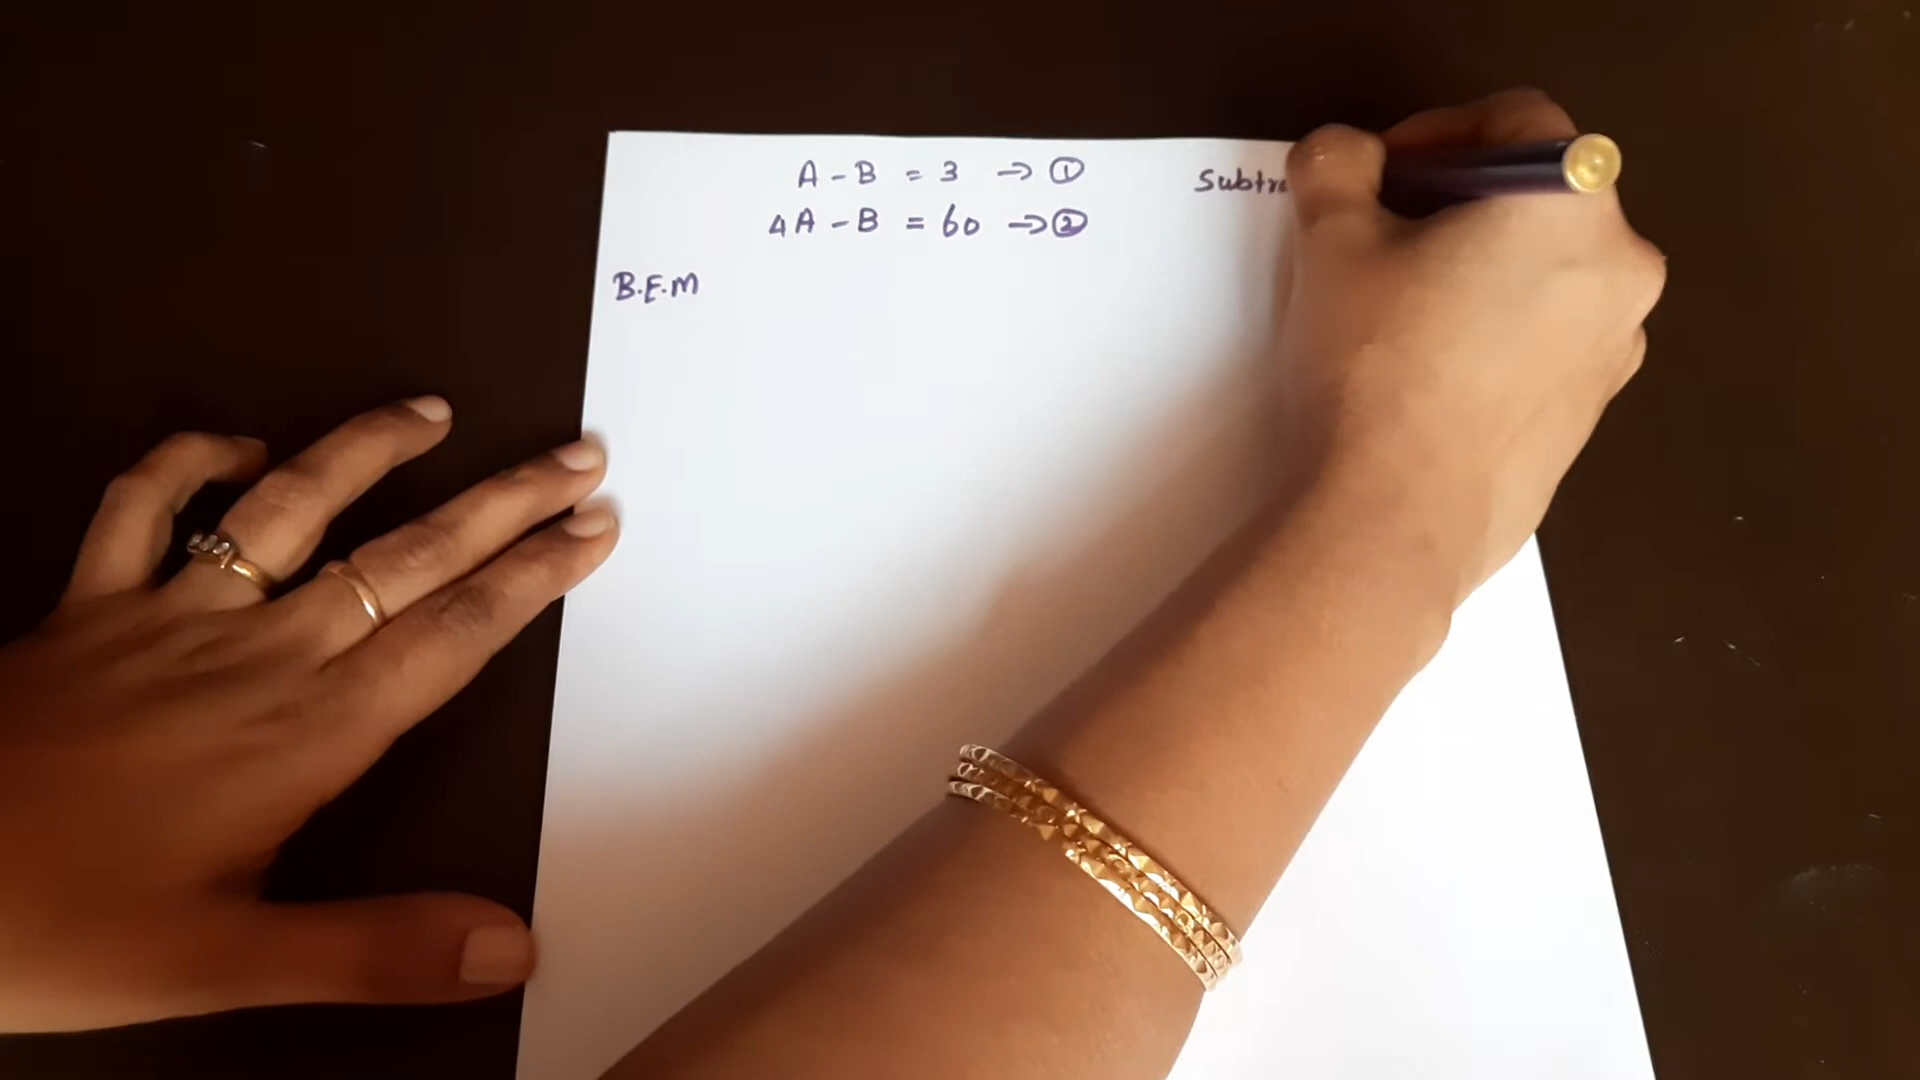 A - B = 3 → ①
4A - B = 60 → ②
B.E.M